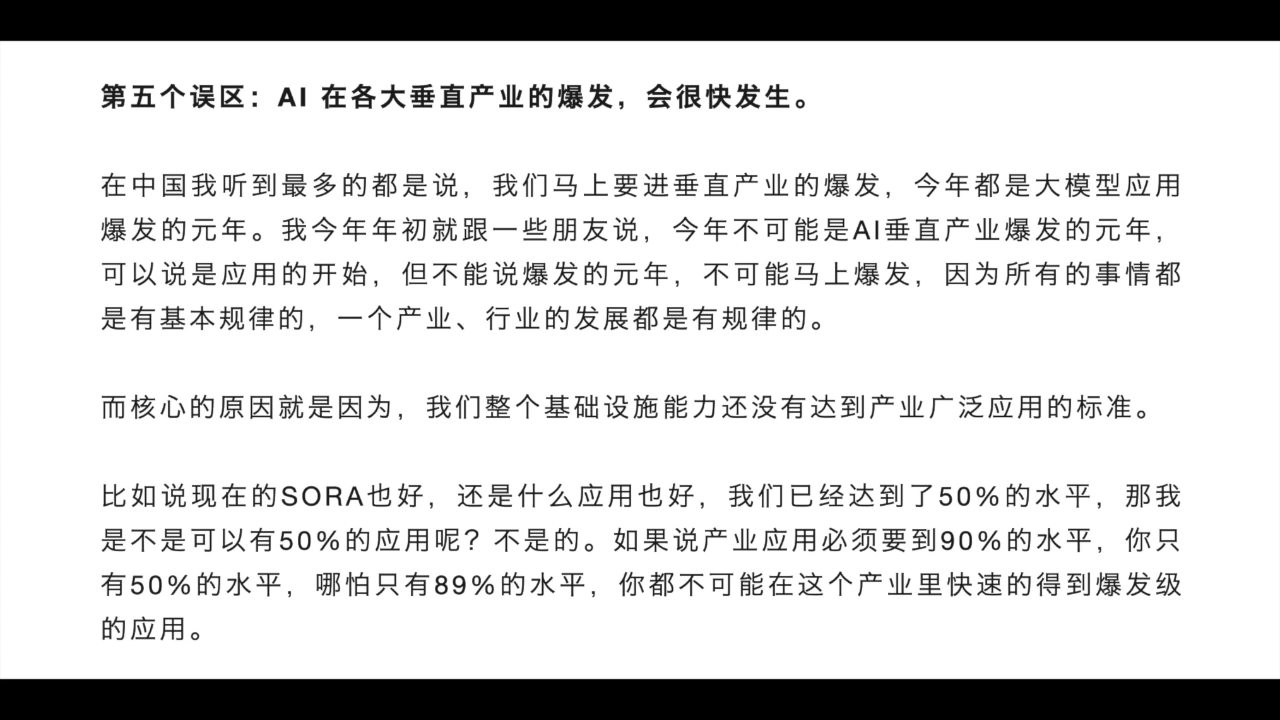 第五个误区：AI 在各大垂直产业的爆发，会很快发生。
在中国我听到最多的都是说，我们马上要进垂直产业的爆发，今年都是大模型应用
爆发的元年。我今年年初就跟一些朋友说，今年不可能是AI垂直产业爆发的元年，
可以说是应用的开始，但不能说爆发的元年，不可能马上爆发，因为所有的事情都
是有基本规律的，一个产业、行业的发展都是有规律的。
而核心的原因就是因为，我们整个基础设施能力还没有达到产业广泛应用的标准。
比如说现在的SORA也好，还是什么应用也好，我们已经达到了50%的水平，那我
是不是可以有50%的应用呢？不是的。如果说产业应用必须要到90%的水平，你只
有50%的水平，哪怕只有89%的水平，你都不可能在这个产业里快速的得到爆发级
的应用。